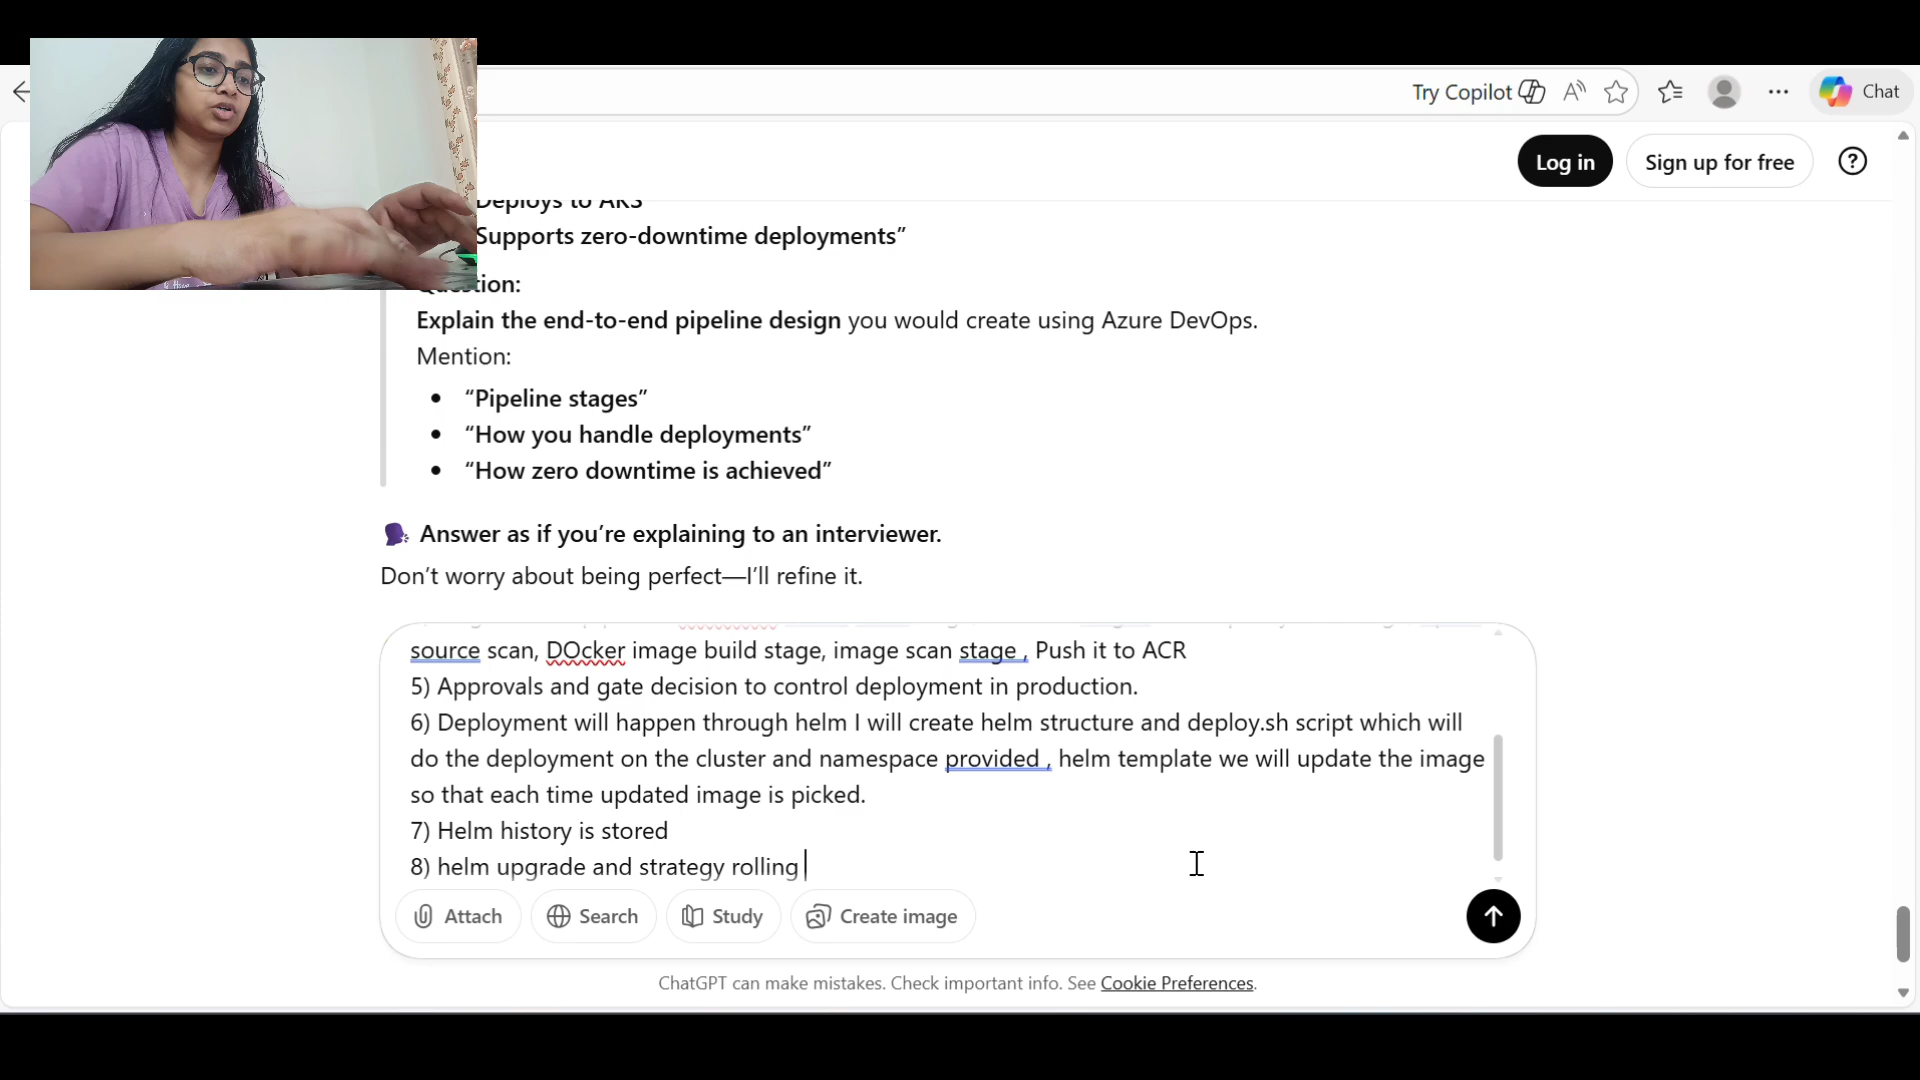 Try Copilot
Chat
Log in
Sign up for free
Deploys to AKS
Supports zero-downtime deployments”
Question:
Explain the end-to-end pipeline design you would create using Azure DevOps.
Mention:
“Pipeline stages”
“How you handle deployments”
“How zero downtime is achieved”
Answer as if you’re explaining to an interviewer.
Don’t worry about being perfect—I’ll refine it.
source scan, DOcker image build stage, image scan stage , Push it to ACR
5) Approvals and gate decision to control deployment in production.
6) Deployment will happen through helm I will create helm structure and deploy.sh script which will
do the deployment on the cluster and namespace provided , helm template we will update the image
so that each time updated image is picked.
7) Helm history is stored
8) helm upgrade and strategy rolling
Attach
Search
Study
Create image
ChatGPT can make mistakes. Check important info. See Cookie Preferences.